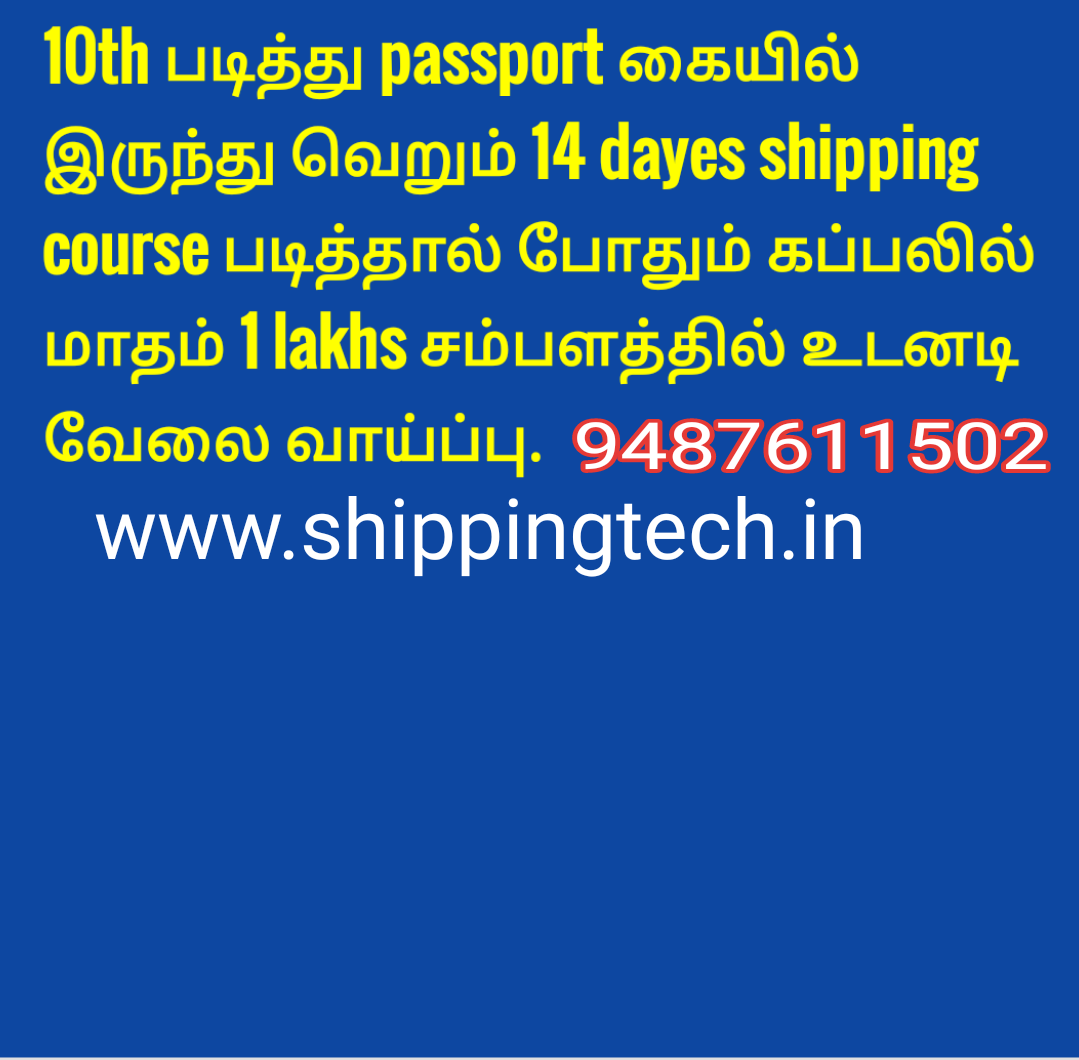 10th படித்து passport கையில்
இருந்து வெறும் 14 dayes shipping
course படித்தால் போதும் கப்பலில்
மாதம் 1 lakhs சம்பளத்தில் உடனடி
வேலை வாய்ப்பு. 9487611502
www.shippingtech.in